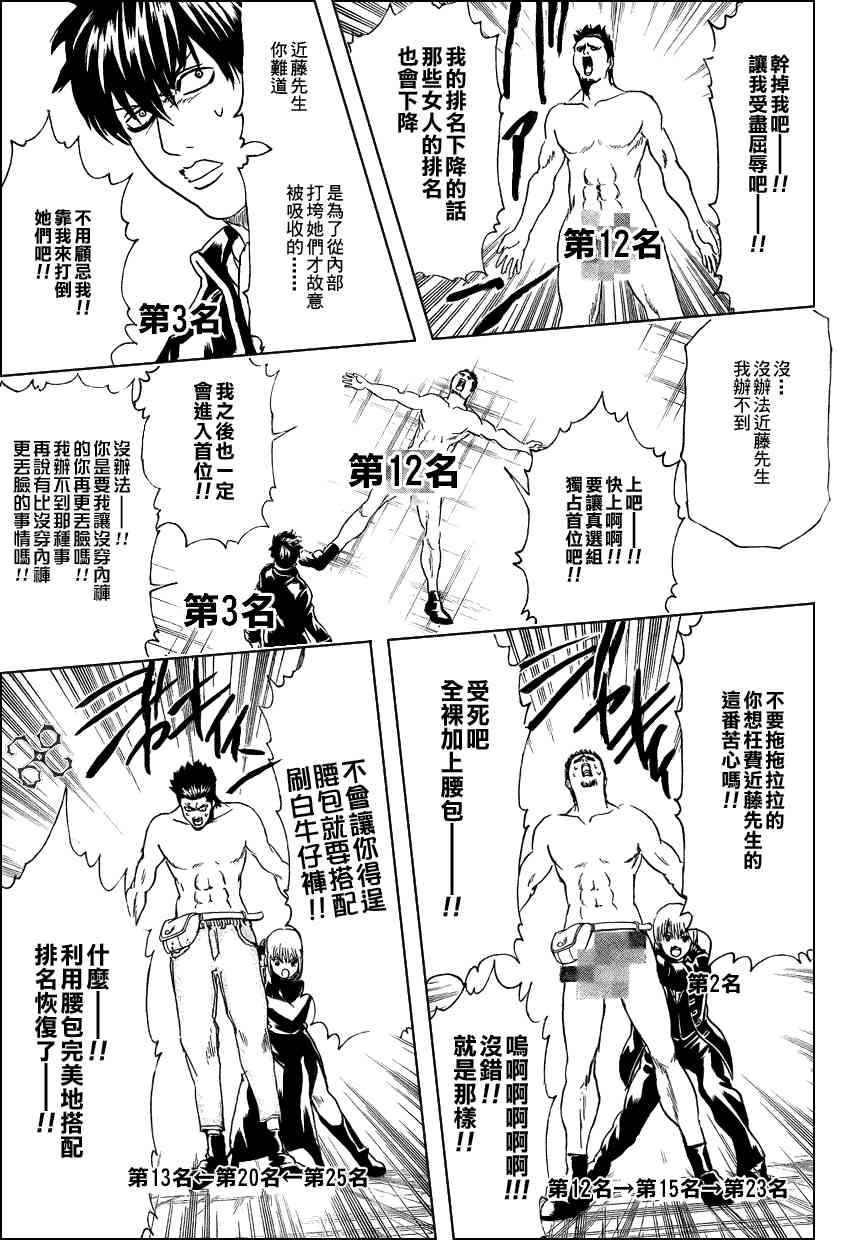 幹掉我吧——!!
讓我受盡屈辱吧——!!
我的排名下降的話
那些女人的排名
也會下降
第12名
近藤先生
你難道
是為了從內部
打垮她們才故意
被吸收的……
不用顧忌我!!
靠我來打倒
她們吧!!
第3名
沒…
沒辦法近藤先生
我辦不到
上吧——!!
快上啊啊!!
要讓真選組
獨占首位吧!!
第12名
我之後也一定
會進入首位!!
第3名
沒辦法——!!
你是要我讓沒穿內褲
的你再更丟臉嗎!!
我辦不到那種事
再說有比沒穿內褲
更丟臉的事情嗎!!
不要拖拖拉拉的
你想枉費近藤先生的
這番苦心嗎!!
受死吧
全裸加上腰包——!!
第2名
嗚啊啊啊啊啊!!!
沒錯!!
就是那樣!!
第12名→第15名→第23名
不會讓你得逞
腰包就要搭配
刷白牛仔褲!!
什麼——!!
利用腰包完美地搭配
排名恢復了——!!
第13名←第20名←第25名